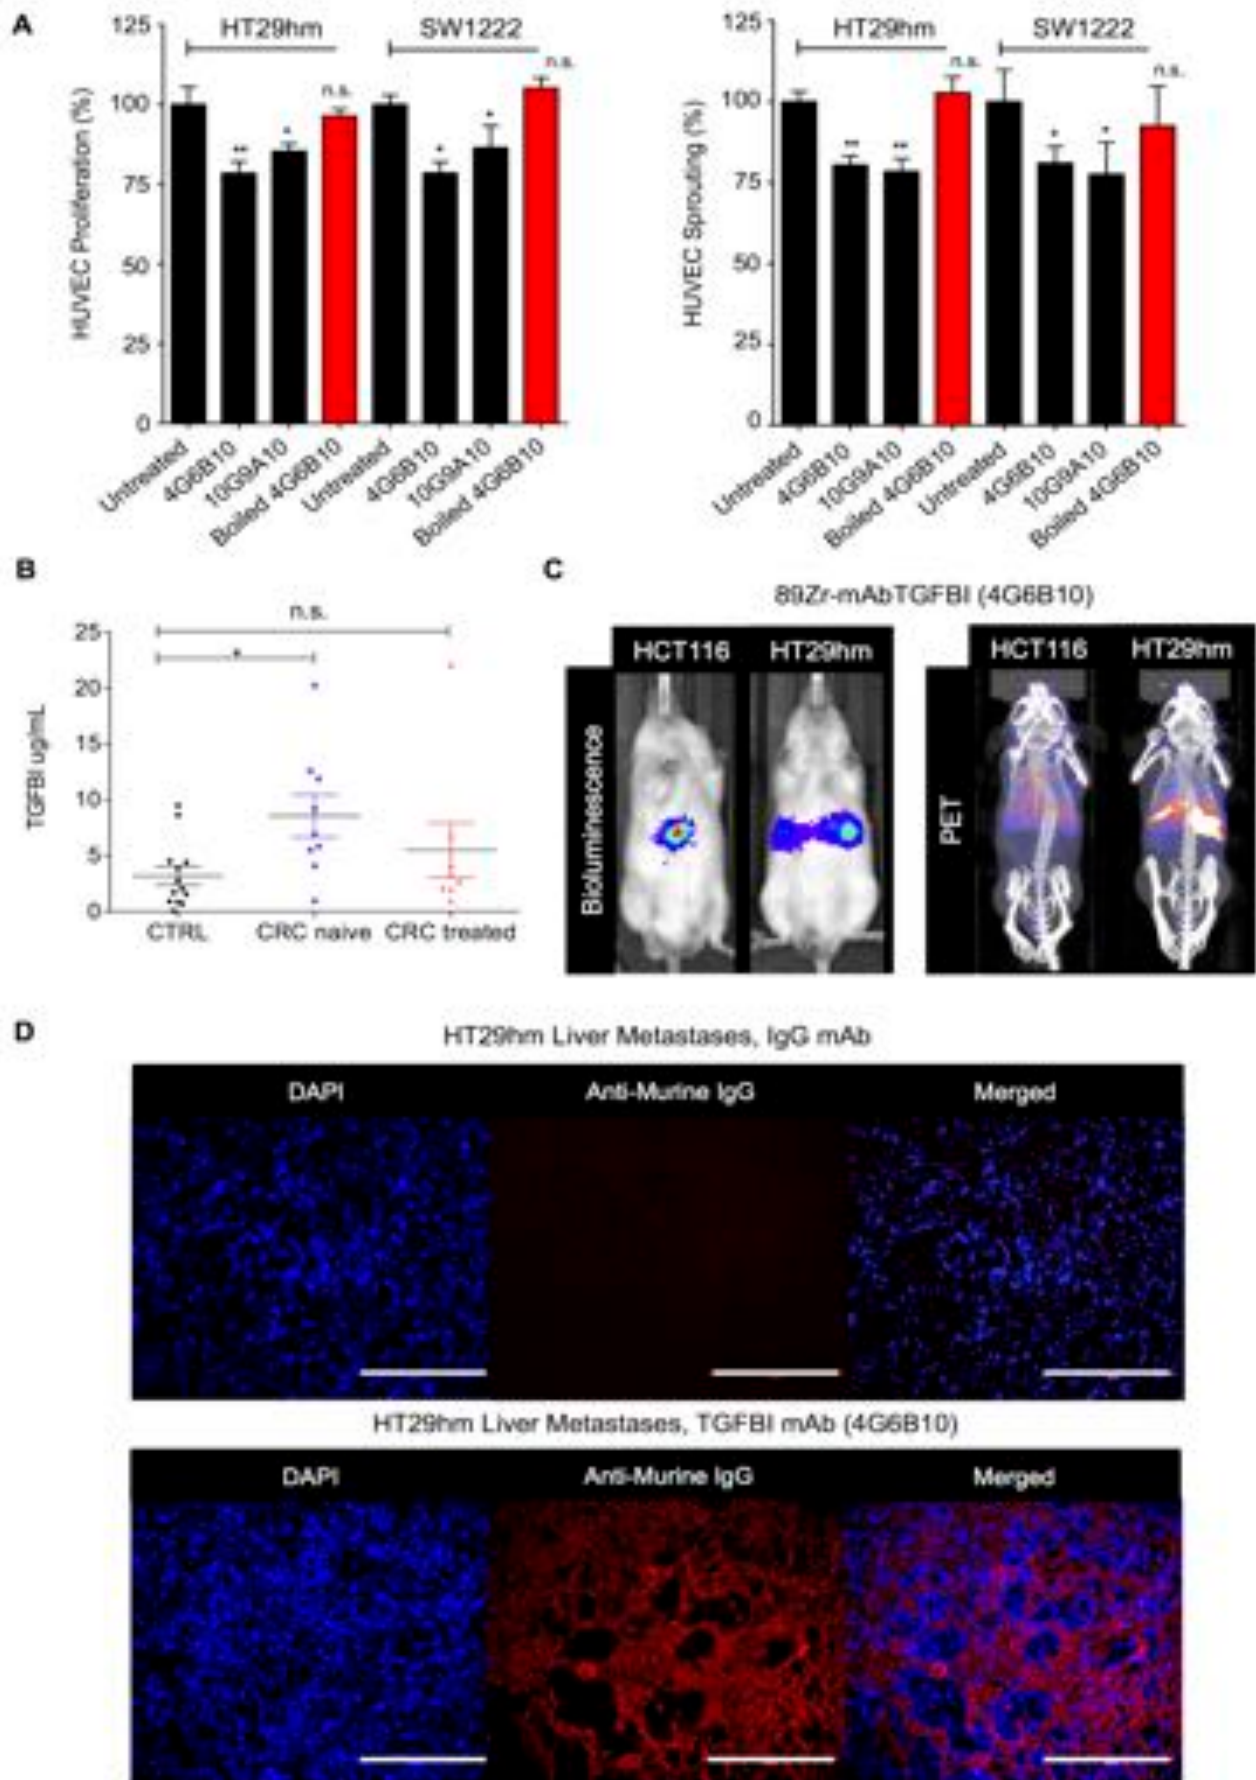 A
125
100
75
50
25
0
HUVEC Proliferation (%)
HT29hm
SW1222
**
*
n.s.
*
*
n.s.
Untreated
4G6B10
10G9A10
Boiled 4G6B10
Untreated
4G6B10
10G9A10
Boiled 4G6B10
125
100
75
50
25
0
HUVEC Sprouting (%)
HT29hm
SW1222
**
**
n.s.
*
*
n.s.
Untreated
4G6B10
10G9A10
Boiled 4G6B10
Untreated
4G6B10
10G9A10
Boiled 4G6B10
B
n.s.
*
25
20
15
10
5
0
TGFBI ug/mL
CTRL
CRC naive
CRC treated
C
89Zr-mAbTGFBI (4G6B10)
HCT116
HT29hm
Bioluminescence
HCT116
HT29hm
PET
D
HT29hm Liver Metastases, IgG mAb
DAPI
Anti-Murine IgG
Merged
HT29hm Liver Metastases, TGFBI mAb (4G6B10)
DAPI
Anti-Murine IgG
Merged